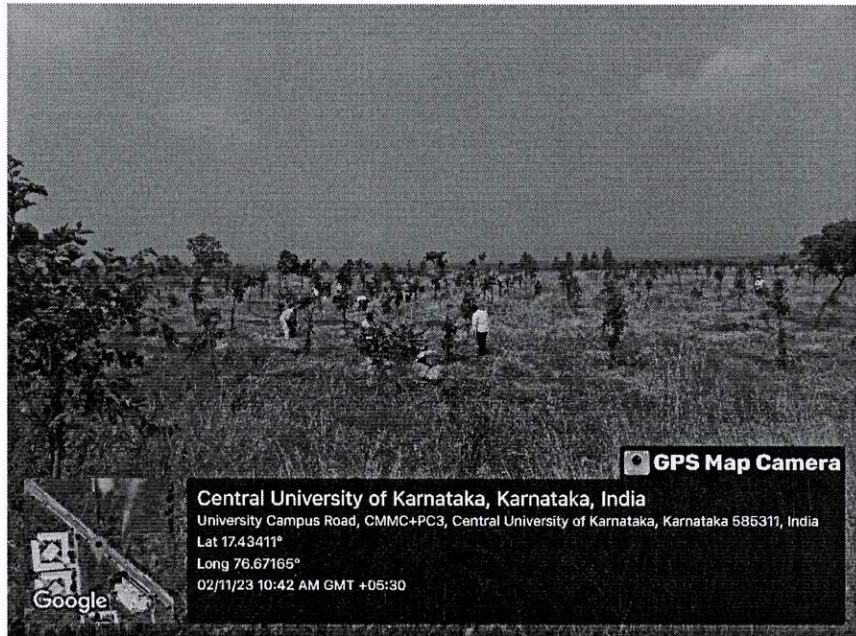 GPS Map Camera
Central University of Karnataka, Karnataka, India
University Campus Road, CMMC+PC3, Central University of Karnataka, Karnataka 585311, India
Lat 17.43411°
Long 76.67165°
02/11/23 10:42 AM GMT +05:30
Google